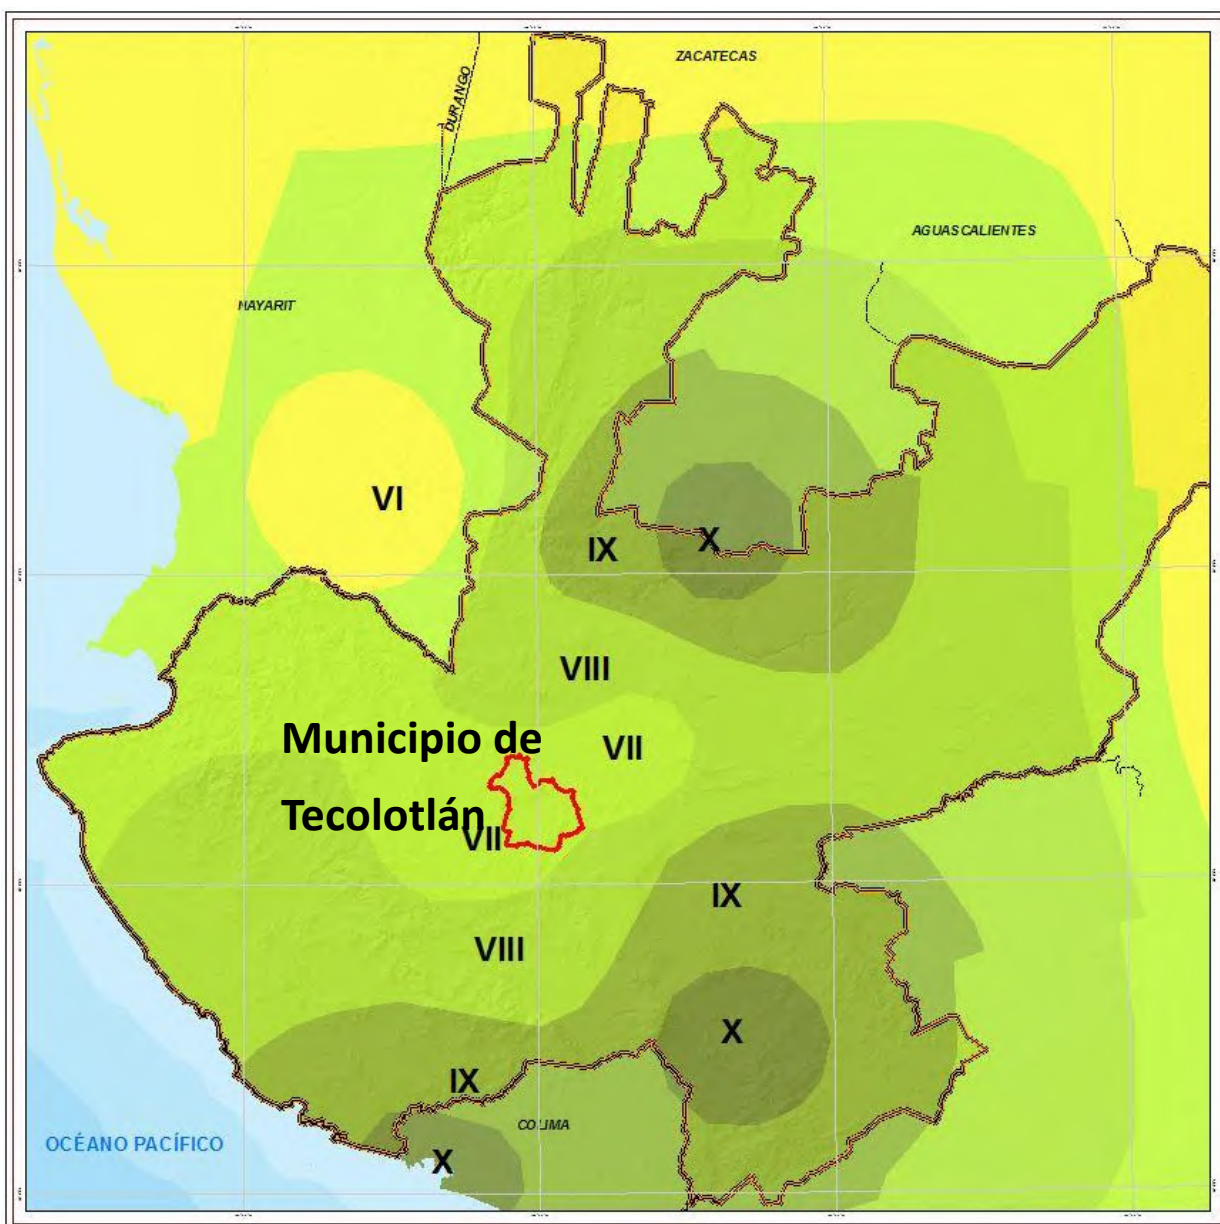 ZACATECAS
DURANGO
AGUASCALIENTES
NAYARIT
VI
X
IX
VIII
Municipio de
VII
Tecolotlán
VII
IX
VIII
X
IX
COLIMA
OCÉANO PACÍFICO
X